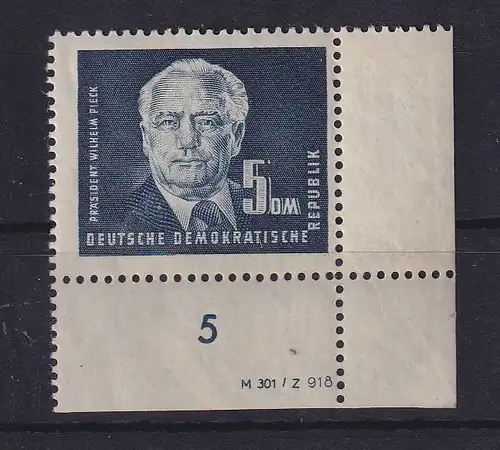 PRÄSIDENT WILHELM PIECK
5 DM
DEUTSCHE DEMOKRATISCHE
REPUBLIK
5
M 301 / Z 918